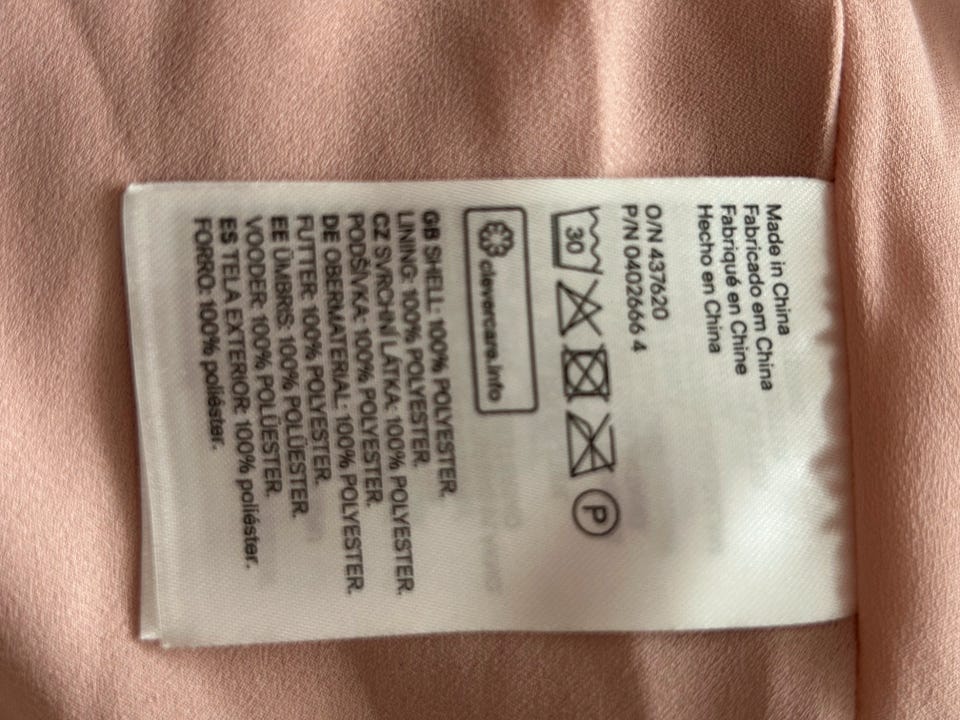 Made in China
Fabricado em China
Fabriqué en Chine
Hecho en China
O/N 437620
P/N 0402666 4
30
P
clevercare.info
GB SHELL: 100% POLYESTER.
LINING: 100% POLYESTER.
CZ SVRCHNÍ LÁTKA: 100% POLYESTER.
PODŠÍVKA: 100% POLYESTER.
DE OBERMATERIAL: 100% POLYESTER.
FUTTER: 100% POLYESTER.
EE ÜMBRIS: 100% POLÜESTER.
VOODER: 100% POLÜESTER.
ES TELA EXTERIOR: 100% poliéster.
FORRO: 100% poliéster.